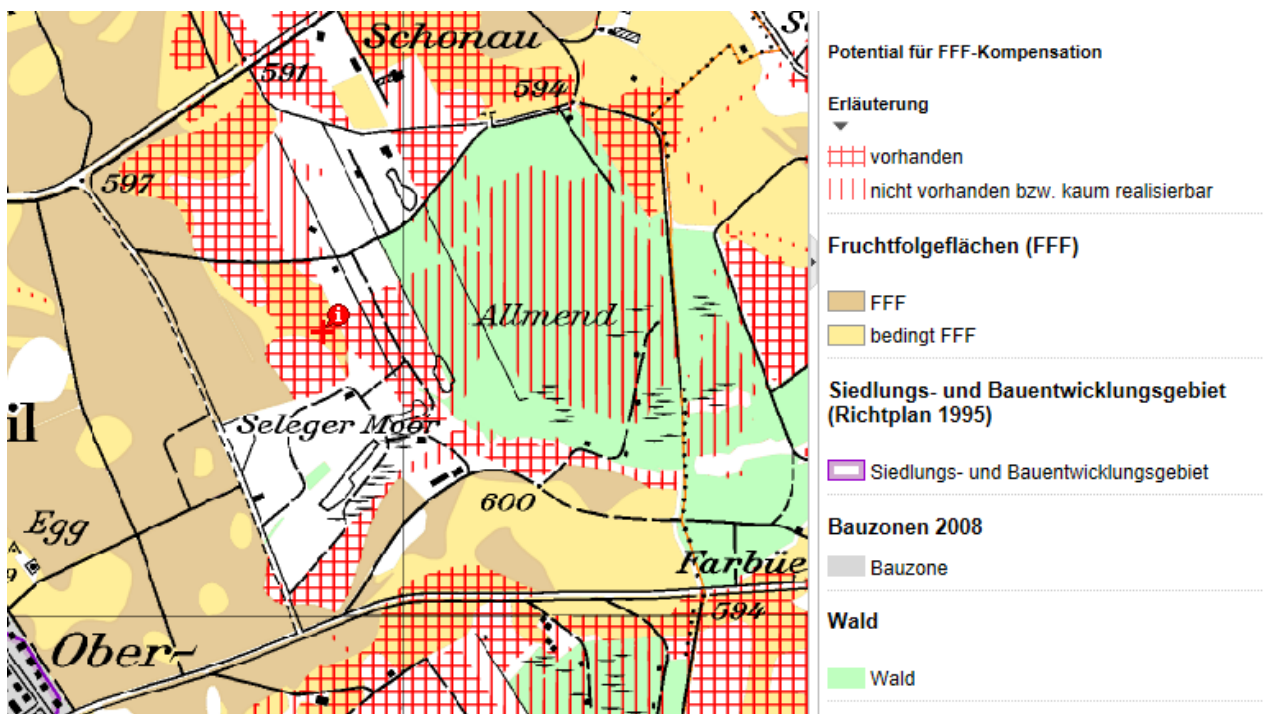 Schonau
591
594
597
Allmend
il
Seleger Moor
600
Egg
9
Farbüe
594
Ober-
i
Potential für FFF-Kompensation
Erläuterung
vorhanden
nicht vorhanden bzw. kaum realisierbar
Fruchtfolgeflächen (FFF)
FFF
bedingt FFF
Siedlungs- und Bauentwicklungsgebiet
(Richtplan 1995)
Siedlungs- und Bauentwicklungsgebiet
Bauzonen 2008
Bauzone
Wald
Wald